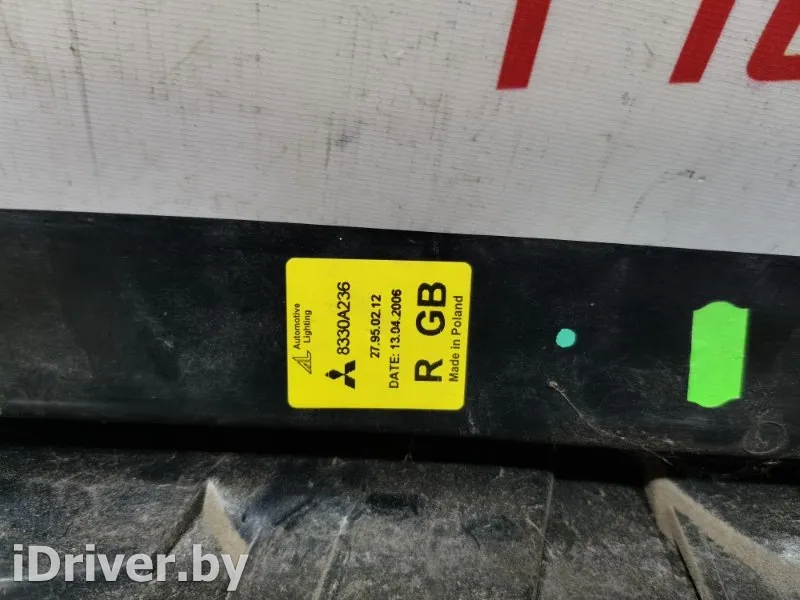 Automotive
Lighting
8330A236
27.95.02.12
DATE: 13.04.2006
R GB
Made in Poland
iDriver.by